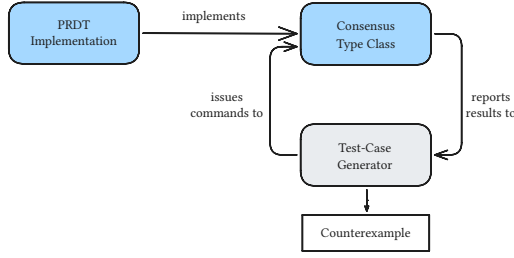 PRDT
Implementation
implements
Consensus
Type Class
issues
commands to
reports
results to
Test-Case
Generator
Counterexample